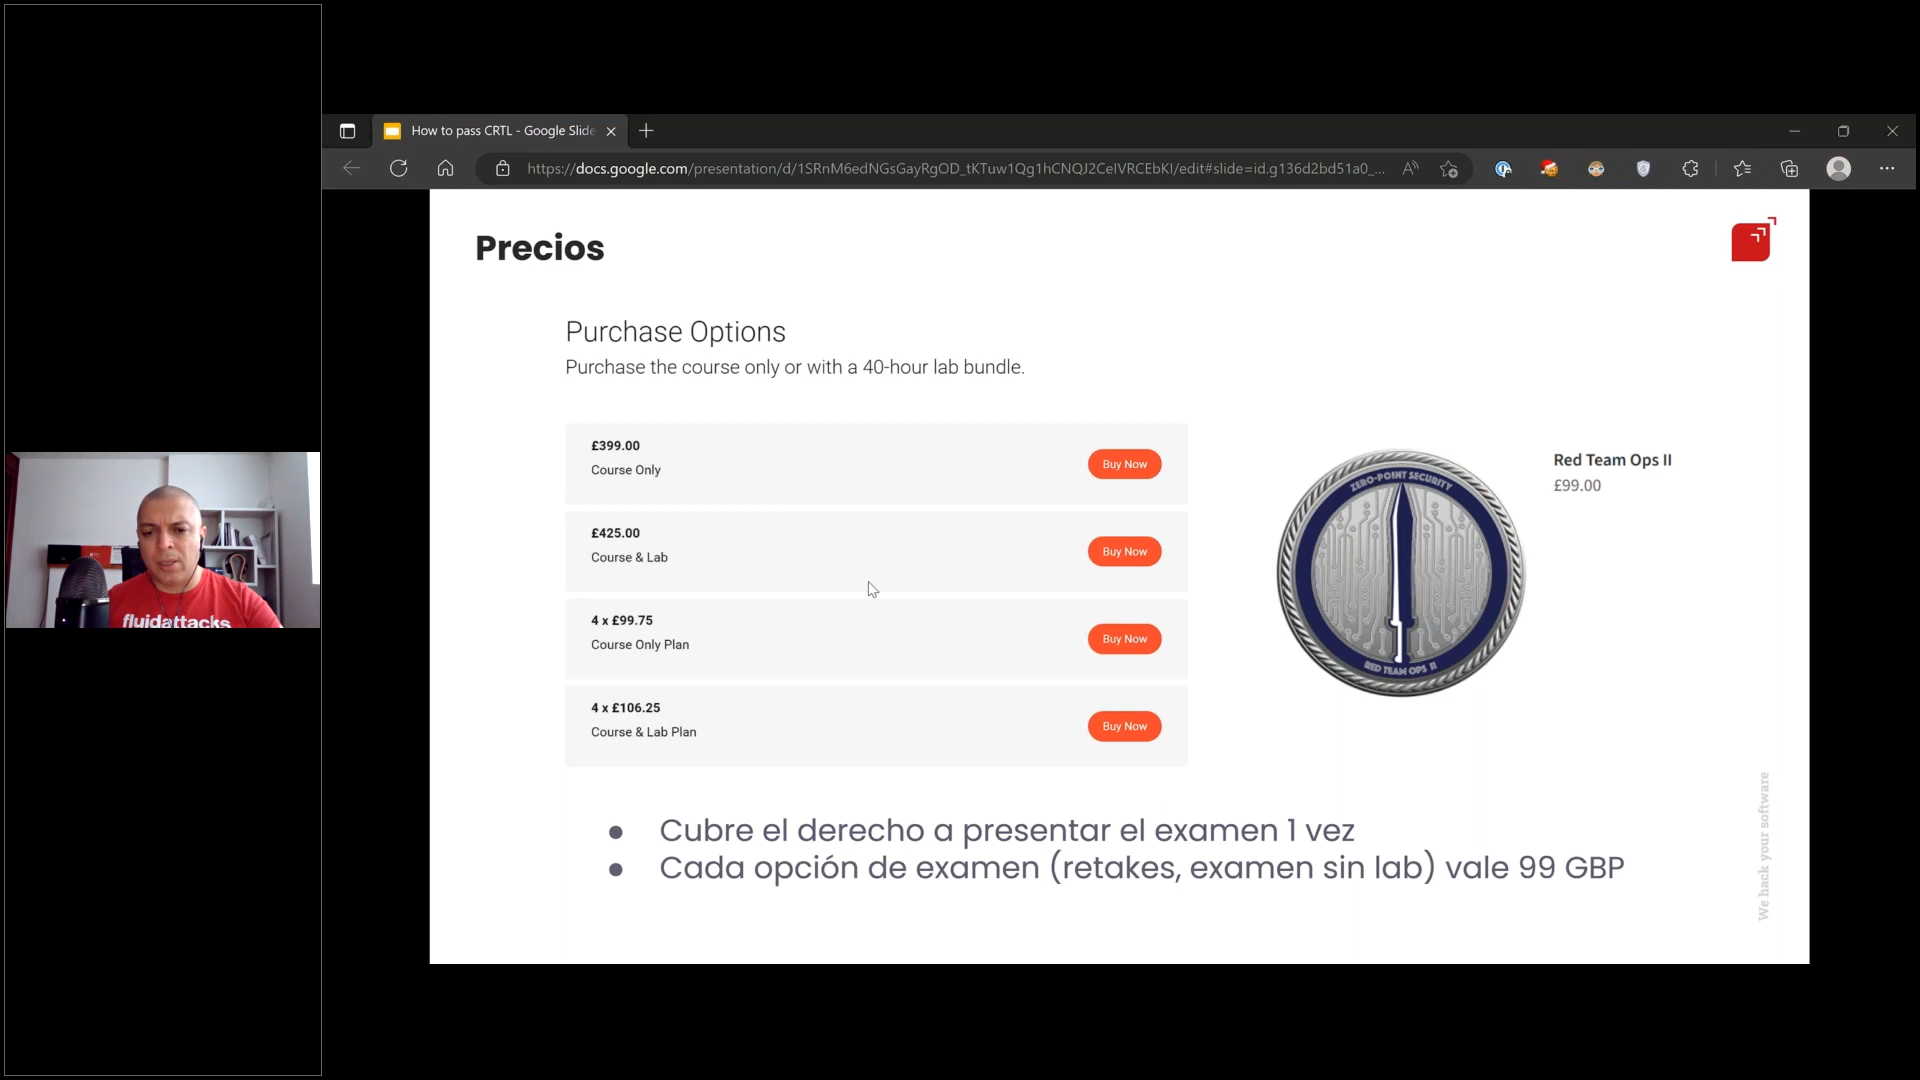 How to pass CRTL - Google Slide
https://docs.google.com/presentation/d/1SRnM6edNGsGayRgOD_tKTuw1Qg1hCNQJ2CeIVRCEbKI/edit#slide=id.g136d2bd51a0_...
Precios
Purchase Options
Purchase the course only or with a 40-hour lab bundle.
£399.00
Course Only
Buy Now
£425.00
Course & Lab
Buy Now
4 x £99.75
Course Only Plan
Buy Now
4 x £106.25
Course & Lab Plan
Buy Now
ZERO-POINT SECURITY
RED TEAM OPS II
Red Team Ops II
£99.00
● Cubre el derecho a presentar el examen 1 vez
● Cada opción de examen (retakes, examen sin lab) vale 99 GBP
We hack your software
fluidattacks